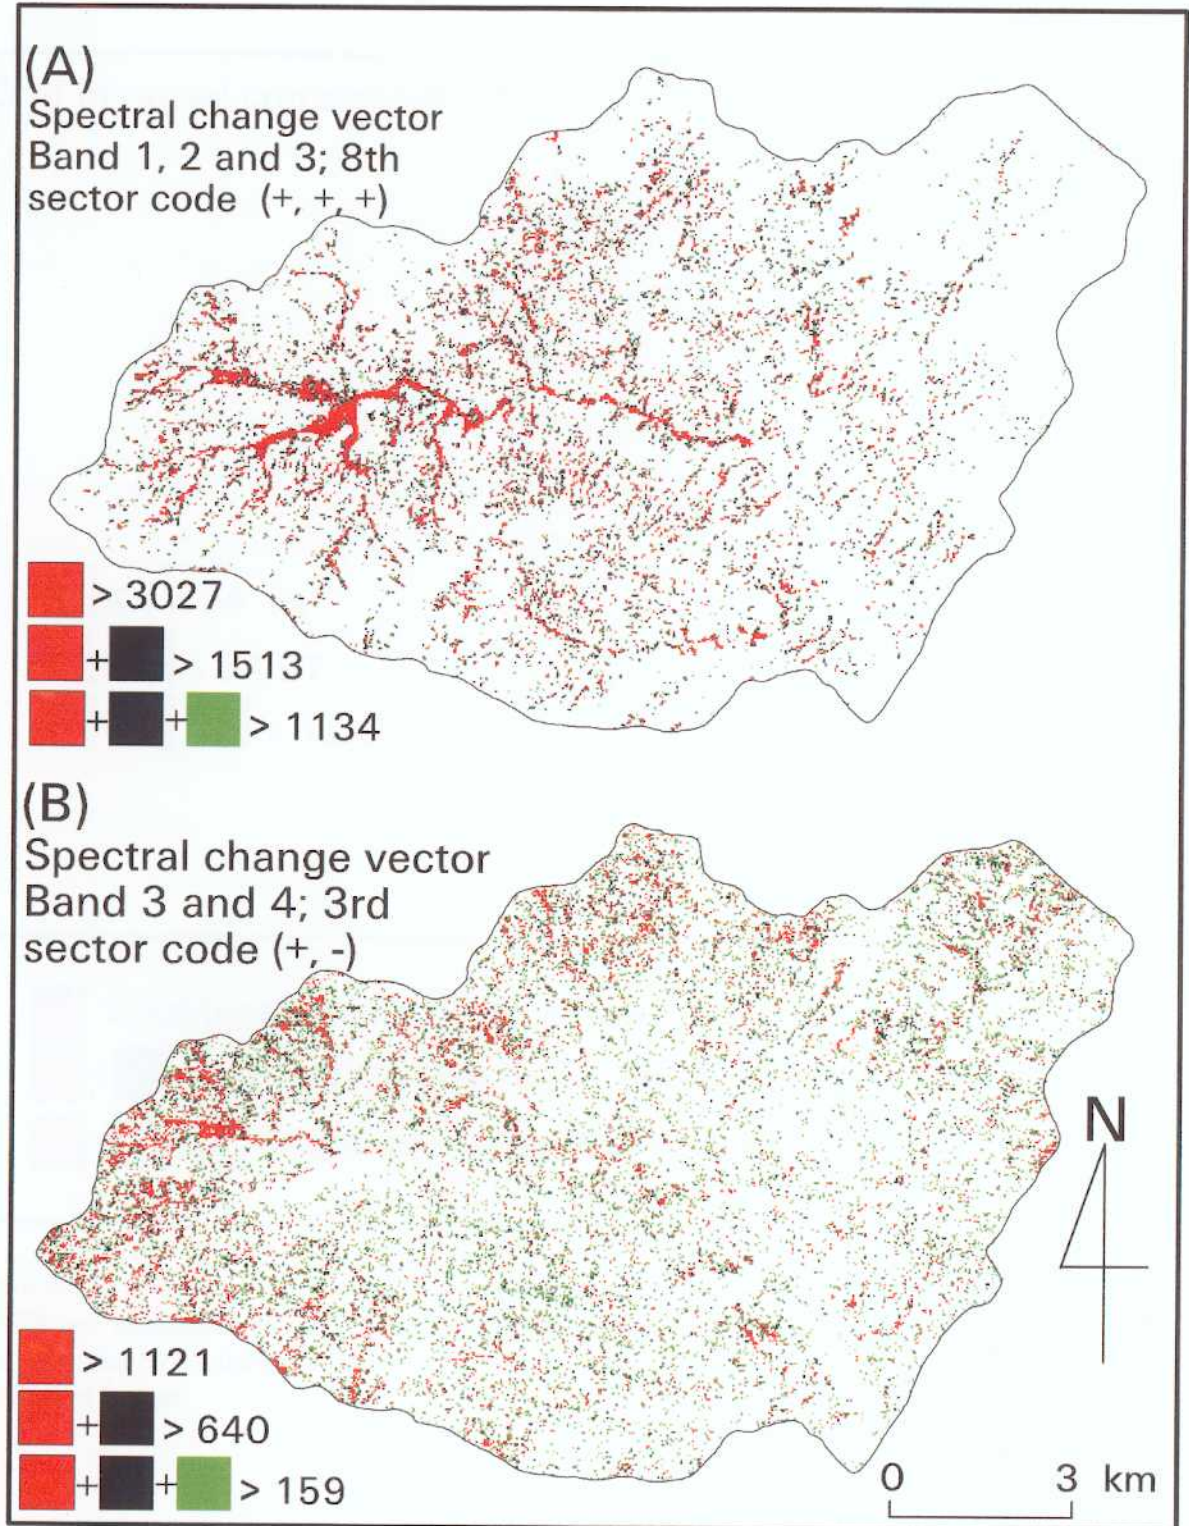 (A)
Spectral change vector
Band 1, 2 and 3; 8th
sector code (+, +, +)
> 3027
+ > 1513
+ + > 1134
(B)
Spectral change vector
Band 3 and 4; 3rd
sector code (+, -)
N
> 1121
+ > 640
+ + > 159
0 3 km